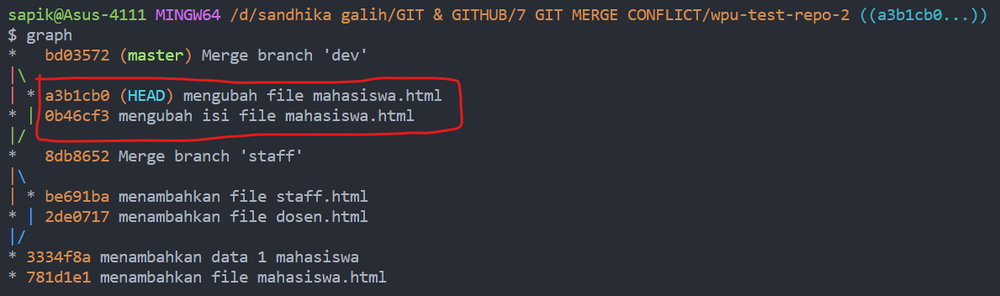 sapik@Asus-4111 MINGW64 /d/sandhika galih/GIT & GITHUB/7 GIT MERGE CONFLICT/wpu-test-repo-2 ((a3b1cb0...))
$ graph
*   bd03572 (master) Merge branch 'dev'
|\
| * a3b1cb0 (HEAD) mengubah file mahasiswa.html
* | 0b46cf3 mengubah isi file mahasiswa.html
|/
*   8db8652 Merge branch 'staff'
|\
| * be691ba menambahkan file staff.html
* | 2de0717 menambahkan file dosen.html
|/
* 3334f8a menambahkan data 1 mahasiswa
* 781d1e1 menambahkan file mahasiswa.html